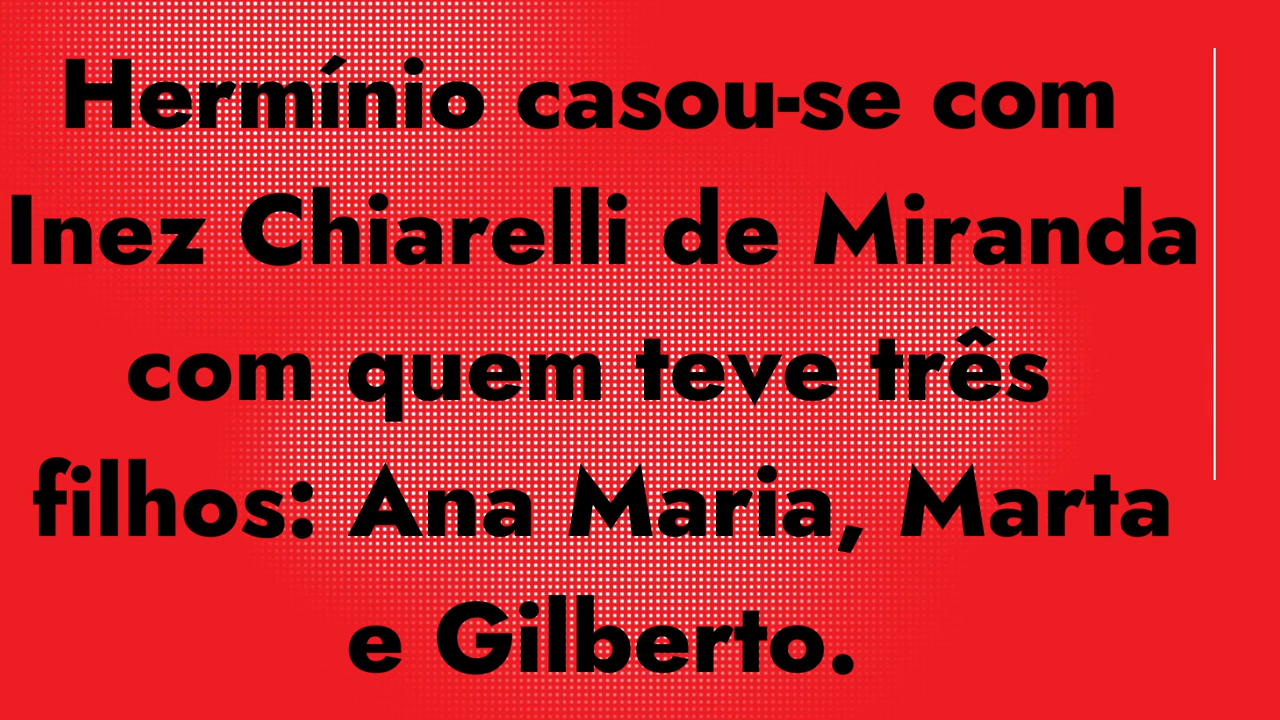 Hermínio casou-se com
Inez Chiarelli de Miranda
com quem teve três
filhos: Ana Maria, Marta
e Gilberto.